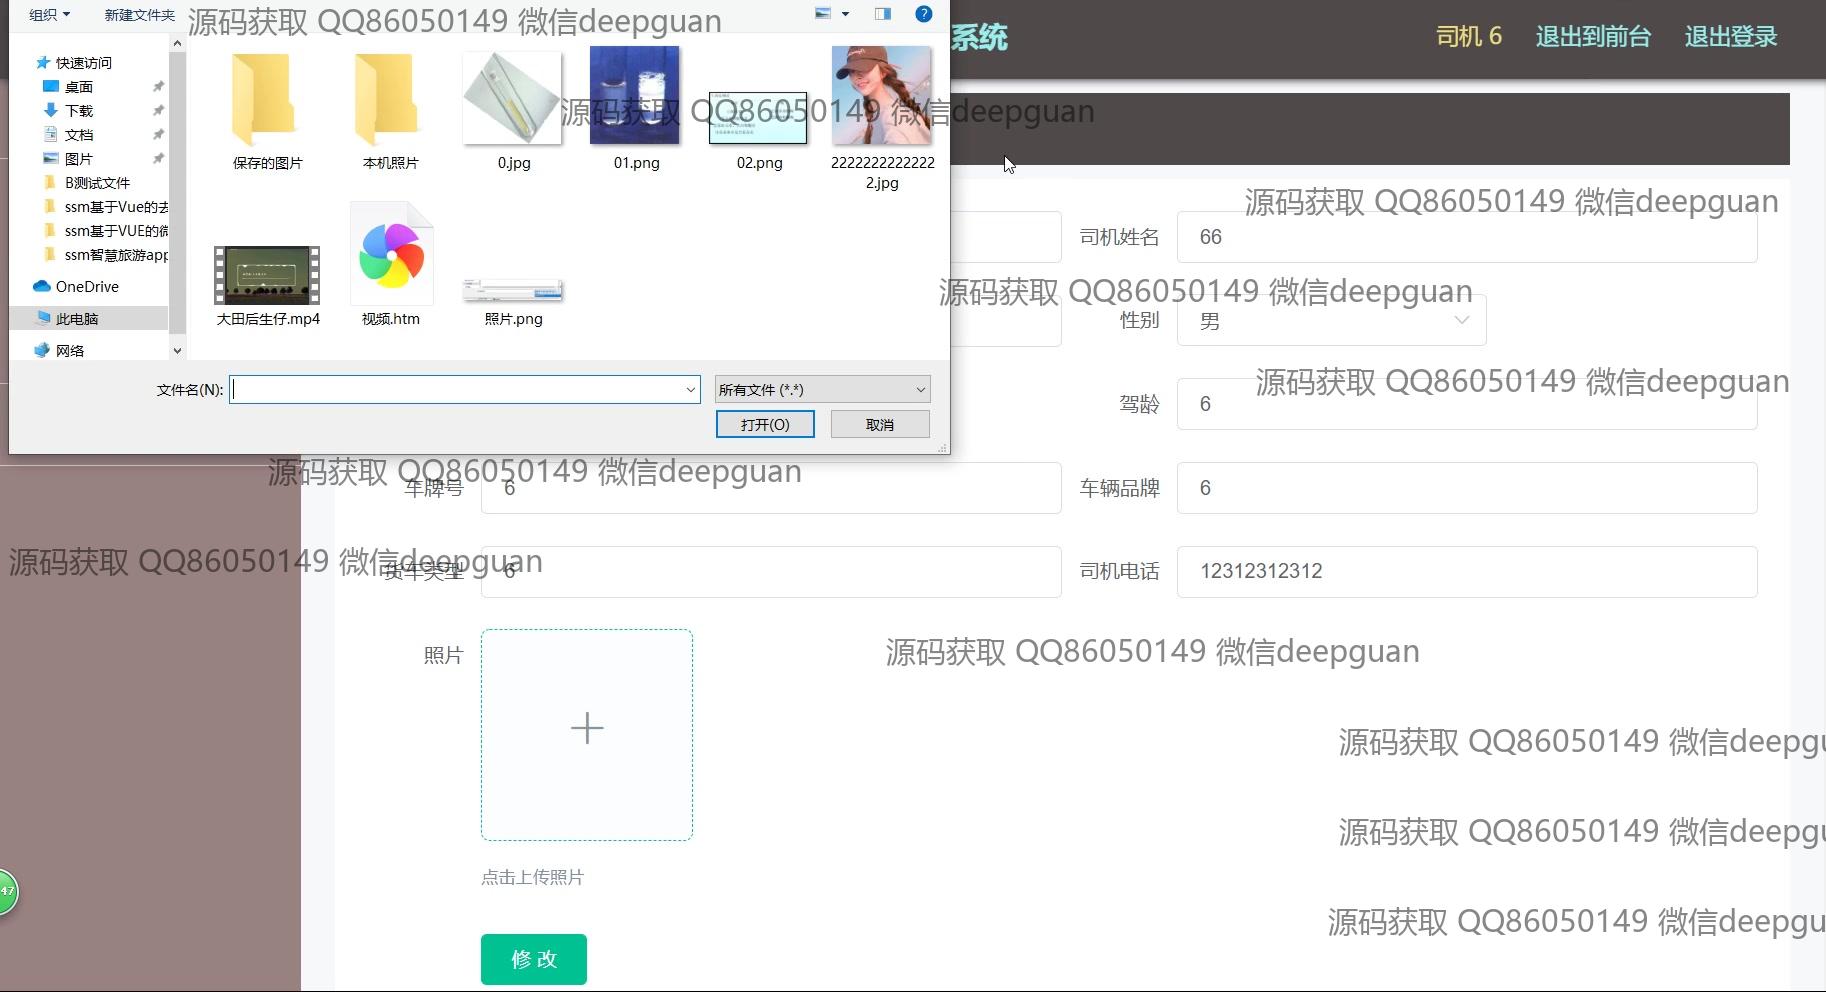 组织
新建文件夹
源码获取 QQ86050149 微信deepguan
系统
司机 6
退出到前台
退出登录
快速访问
桌面
下载
文档
图片
B测试文件
ssm基于Vue的去
ssm基于VUE的微
ssm智慧旅游app
OneDrive
此电脑
网络
保存的图片
本机照片
0.jpg
01.png
02.png
222222222222
2.jpg
大田后生仔.mp4
视频.htm
照片.png
源码获取 QQ86050149 微信deepguan
文件名(N):
所有文件 (*.*)
打开(O)
取消
源码获取 QQ86050149 微信deepguan
司机姓名
66
源码获取 QQ86050149 微信deepguan
性别
男
源码获取 QQ86050149 微信deepguan
驾龄
6
源码获取 QQ86050149 微信deepguan
车牌号
6
车辆品牌
6
源码获取 QQ86050149 微信deepguan
货车类型
6
司机电话
12312312312
照片
源码获取 QQ86050149 微信deepguan
源码获取 QQ86050149 微信deepgu
源码获取 QQ86050149 微信deepgu
点击上传照片
47
源码获取 QQ86050149 微信deepgu
修改